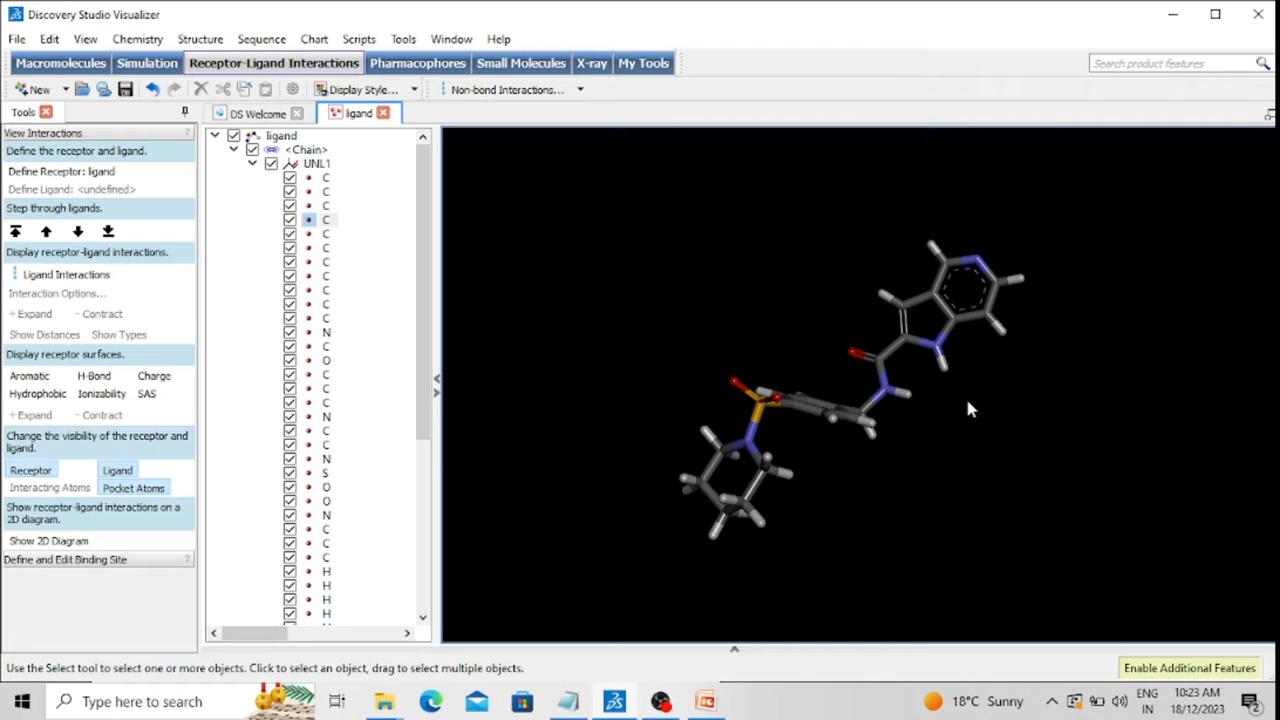 Discovery Studio Visualizer
File Edit View Chemistry Structure Sequence Chart Scripts Tools Window Help
Macromolecules Simulation Receptor-Ligand Interactions Pharmacophores Small Molecules X-ray My Tools Search product features
New Display Style... Non-bond Interactions...
Tools DS Welcome ligand
View Interactions ?
Define the receptor and ligand.
Define Receptor: ligand
Define Ligand: <undefined>
Step through ligands.
Display receptor-ligand interactions.
Ligand Interactions
Interaction Options...
+ Expand - Contract
Show Distances Show Types
Display receptor surfaces.
Aromatic H-Bond Charge
Hydrophobic Ionizability SAS
+ Expand - Contract
Change the visibility of the receptor and
ligand.
Receptor Ligand
Interacting Atoms Pocket Atoms
Show receptor-ligand interactions on a
2D diagram.
Show 2D Diagram
Define and Edit Binding Site ?
ligand
<Chain>
UNL1
C
C
C
C
C
C
C
C
C
C
C
N
C
O
C
C
C
N
C
C
N
S
O
O
N
C
C
C
H
H
H
H
Use the Select tool to select one or more objects. Click to select an object, drag to select multiple objects.
Enable Additional Features
Type here to search
18°C Sunny
ENG
IN
10:23 AM
18/12/2023
2